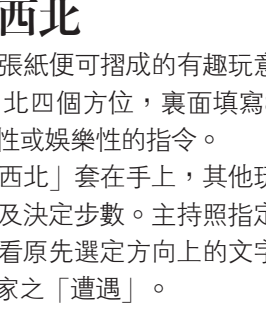 西北
張紙便可摺成的有趣玩意
北四個方位，裏面填寫
性或娛樂性的指令。
西北」套在手上，其他玩
及決定步數。主持照指定
看原先選定方向上的文字
家之「遭遇」。